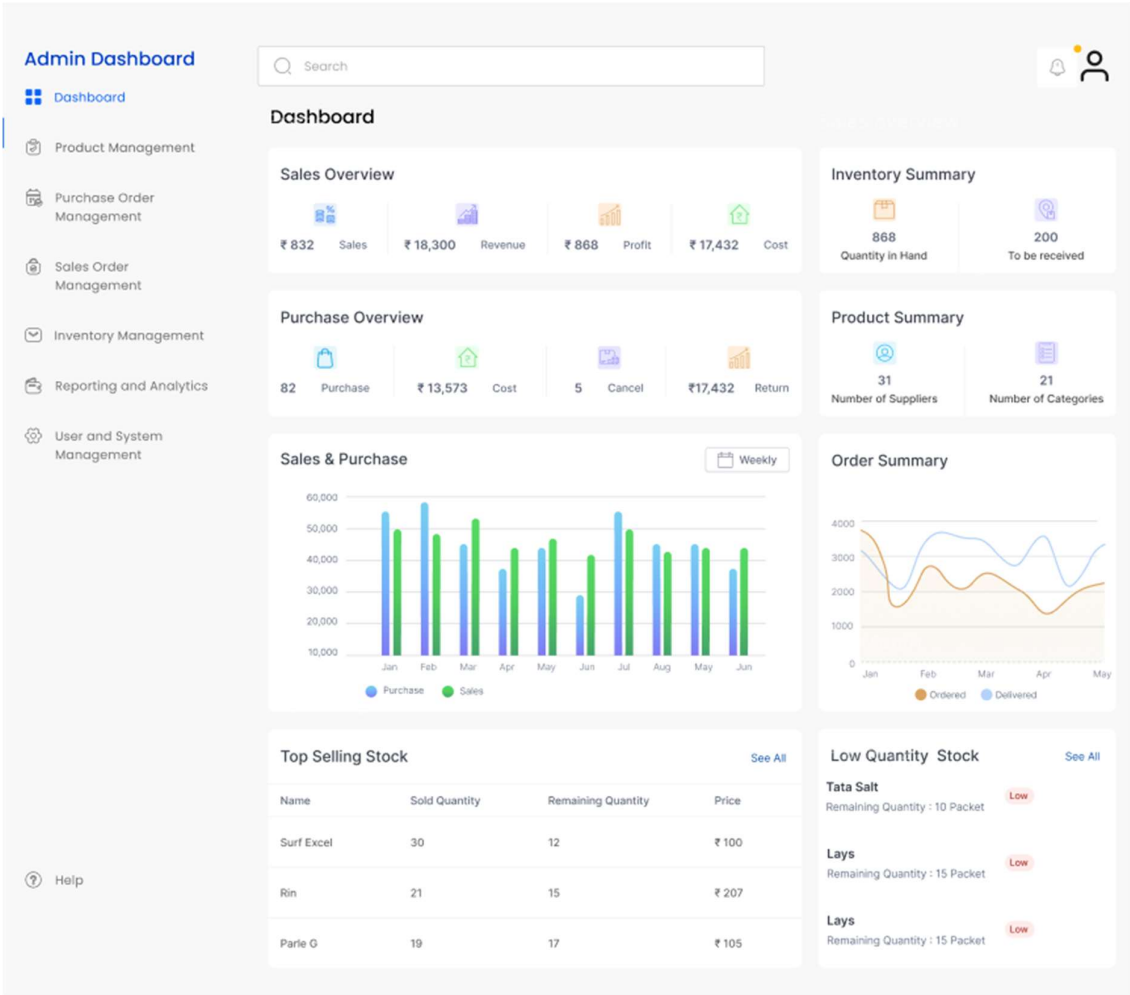 Admin Dashboard
Search
Dashboard
Product Management
Purchase Order
Management
Sales Order
Management
Inventory Management
Reporting and Analytics
User and System
Management
Help
Dashboard
Sales Overview
₹ 832 Sales ₹ 18,300 Revenue ₹ 868 Profit ₹ 17,432 Cost
Inventory Summary
868 200
Quantity in Hand To be received
Purchase Overview
82 Purchase ₹ 13,573 Cost 5 Cancel ₹17,432 Return
Product Summary
31 21
Number of Suppliers Number of Categories
Sales & Purchase Weekly
60,000
50,000
40,000
30,000
20,000
10,000
Jan Feb Mar Apr May Jun Jul Aug May Jun
Purchase Sales
Order Summary
4000
3000
2000
1000
0
Jan Feb Mar Apr May
Ordered Delivered
Top Selling Stock See All
Name Sold Quantity Remaining Quantity Price
Surf Excel 30 12 ₹ 100
Rin 21 15 ₹ 207
Parle G 19 17 ₹ 105
Low Quantity Stock See All
Tata Salt
Remaining Quantity : 10 Packet Low
Lays
Remaining Quantity : 15 Packet Low
Lays
Remaining Quantity : 15 Packet Low